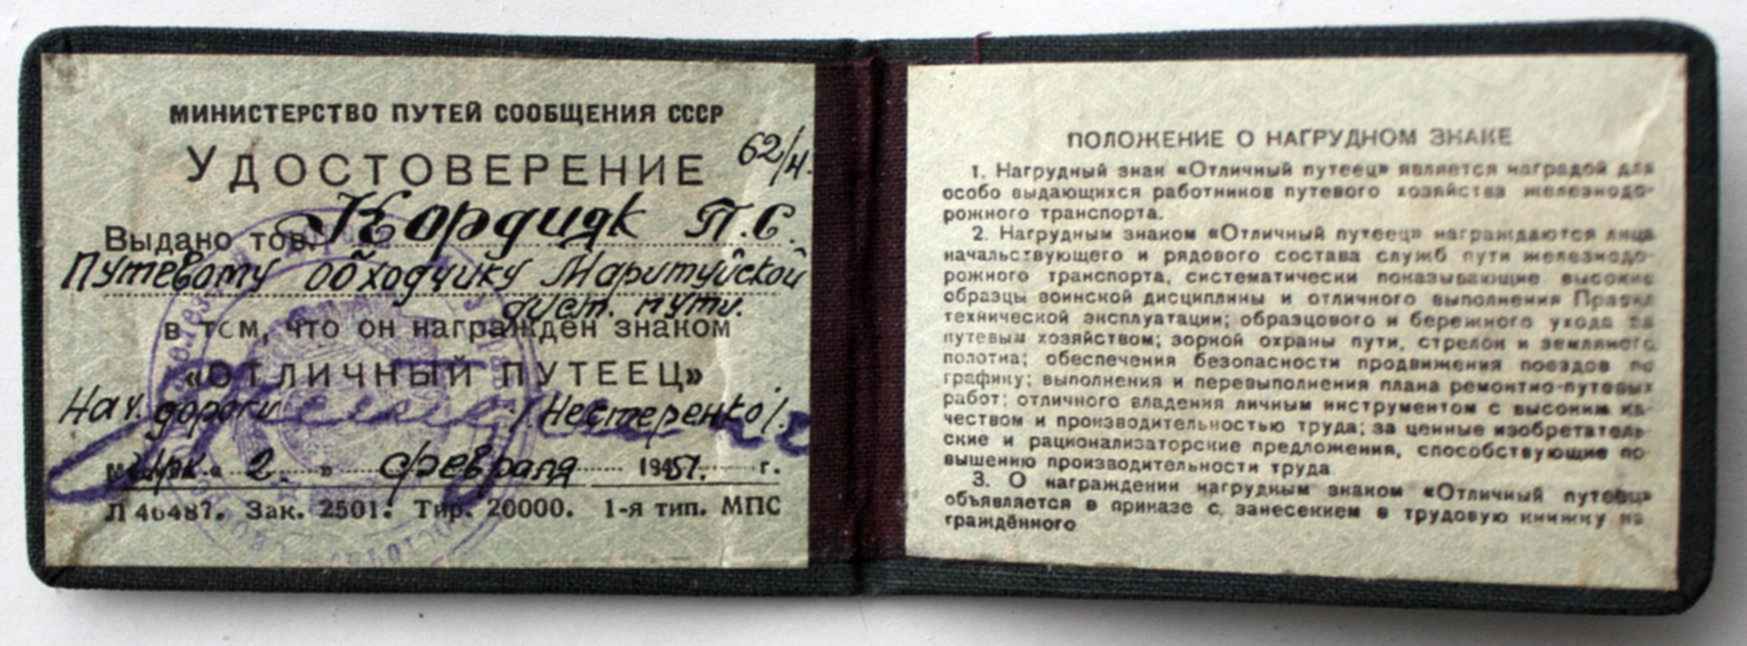 МИНИСТЕРСТВО ПУТЕЙ СООБЩЕНИЯ СССР
УДОСТОВЕРЕНИЕ 62/н.
Выдано тов. Кордидк П.С.
Путевому обходчику Маритуйской
дист. пути.
в том, что он награждён знаком
«ОТЛИЧНЫЙ ПУТЕЕЦ»
Нач. дороги /Нестеренко/.
« 2. » февраля 1951. г.
Л 40487. Зак. 2501. Тир. 20000. 1-я тип. МПС
ПОЛОЖЕНИЕ О НАГРУДНОМ ЗНАКЕ
1. Нагрудный знак «Отличный путеец» является наградой для
особо выдающихся работников путевого хозяйства железнодо-
рожного транспорта.
2. Нагрудным знаком «Отличный путеец» награждаются лица
начальствующего и рядового состава служб пути железнодо-
рожного транспорта, систематически показывающие высокие
образцы воинской дисциплины и отличного выполнения Правил
технической эксплуатации; образцового и бережного ухода за
путевым хозяйством; зоркой охраны пути, стрелок и земляного
полотна; обеспечения безопасности продвижения поездов по
графику; выполнения и перевыполнения плана ремонтно-путевых
работ; отличного владения личным инструментом с высоким ка-
чеством и производительностью труда; за ценные изобретатель-
ские и рационализаторские предложения, способствующие по-
вышению производительности труда
3. О награждении нагрудным знаком «Отличный путеец»
объявляется в приказе с занесением в трудовую книжку на-
граждённого